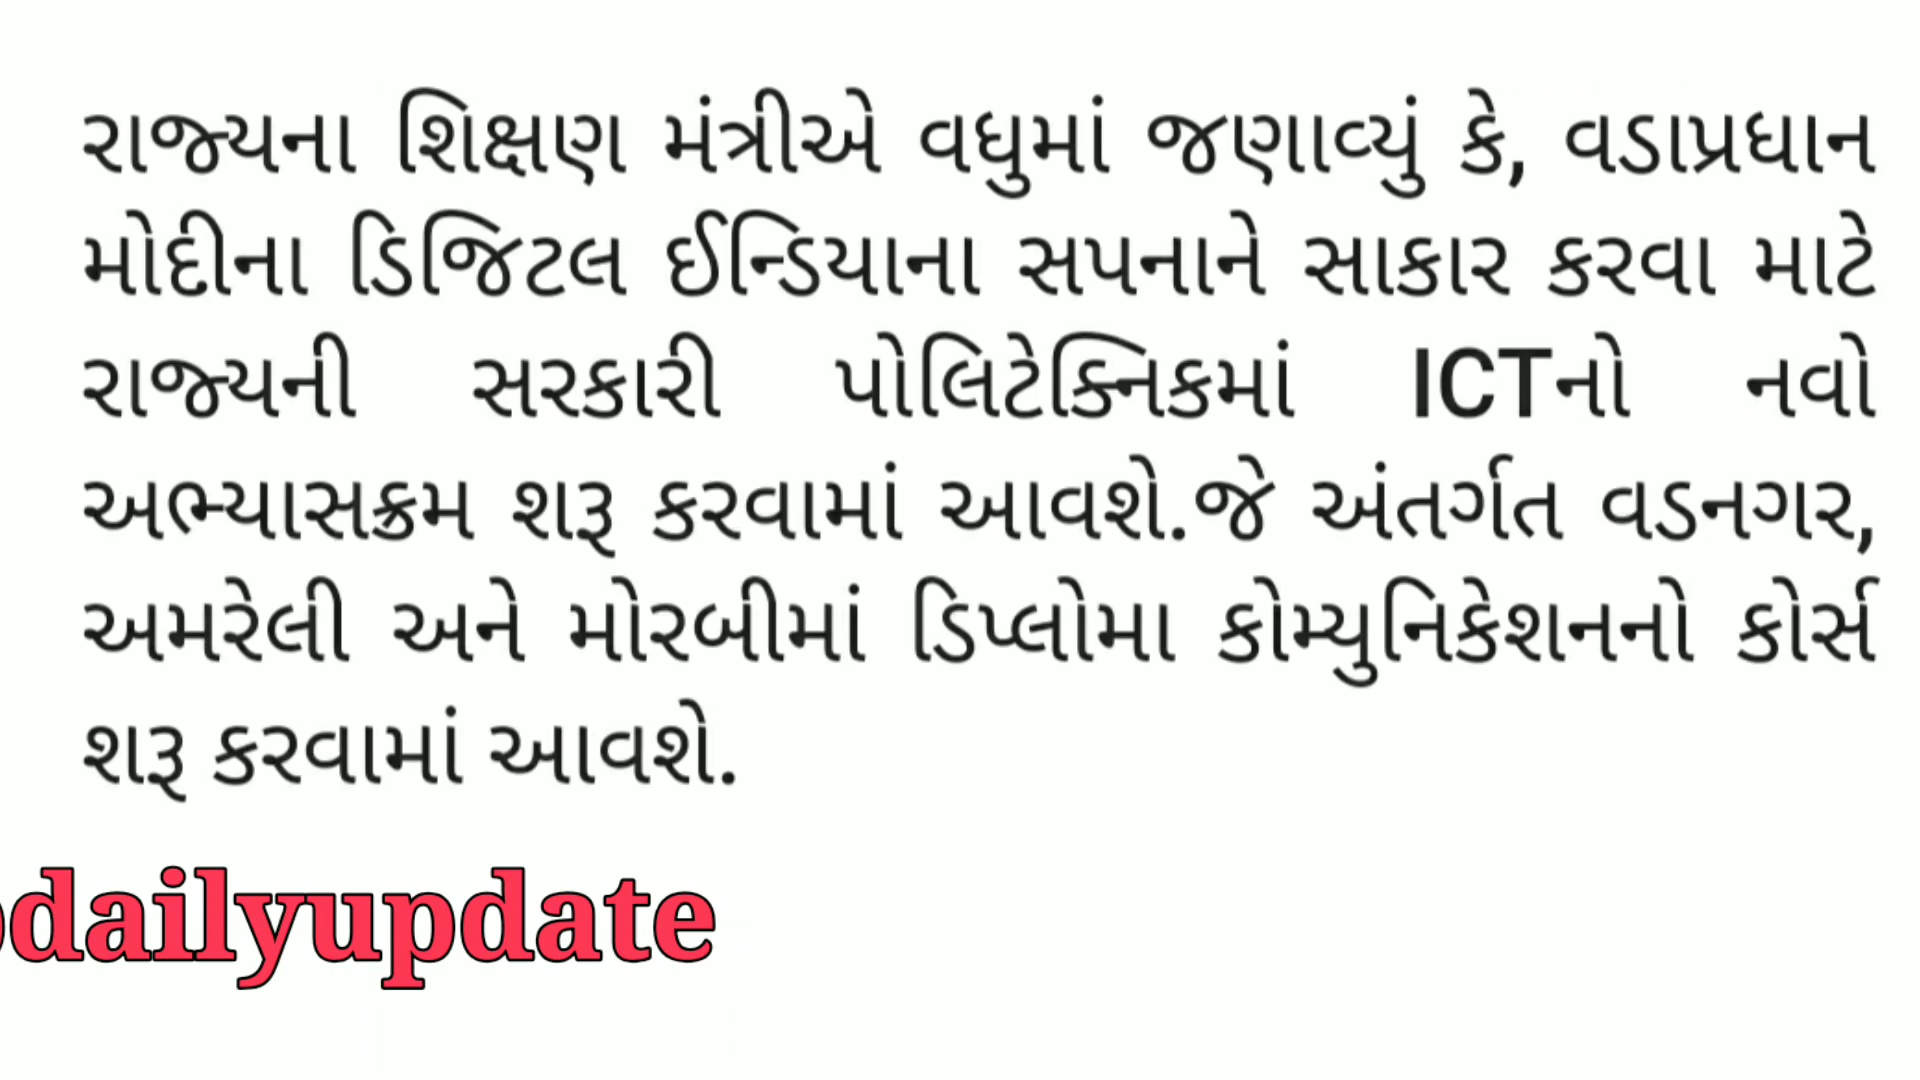 રાજ્યના શિક્ષણ મંત્રીએ વધુમાં જણાવ્યું કે, વડાપ્રધાન
મોદીના ડિજિટલ ઈન્ડિયાના સપનાને સાકાર કરવા માટે
રાજ્યની સરકારી પોલિટેક્નિકમાં ICTનો નવો
અભ્યાસક્રમ શરૂ કરવામાં આવશે.જે અંતર્ગત વડનગર,
અમરેલી અને મોરબીમાં ડિપ્લોમા કોમ્યુનિકેશનનો કોર્સ
શરૂ કરવામાં આવશે.
dailyupdate